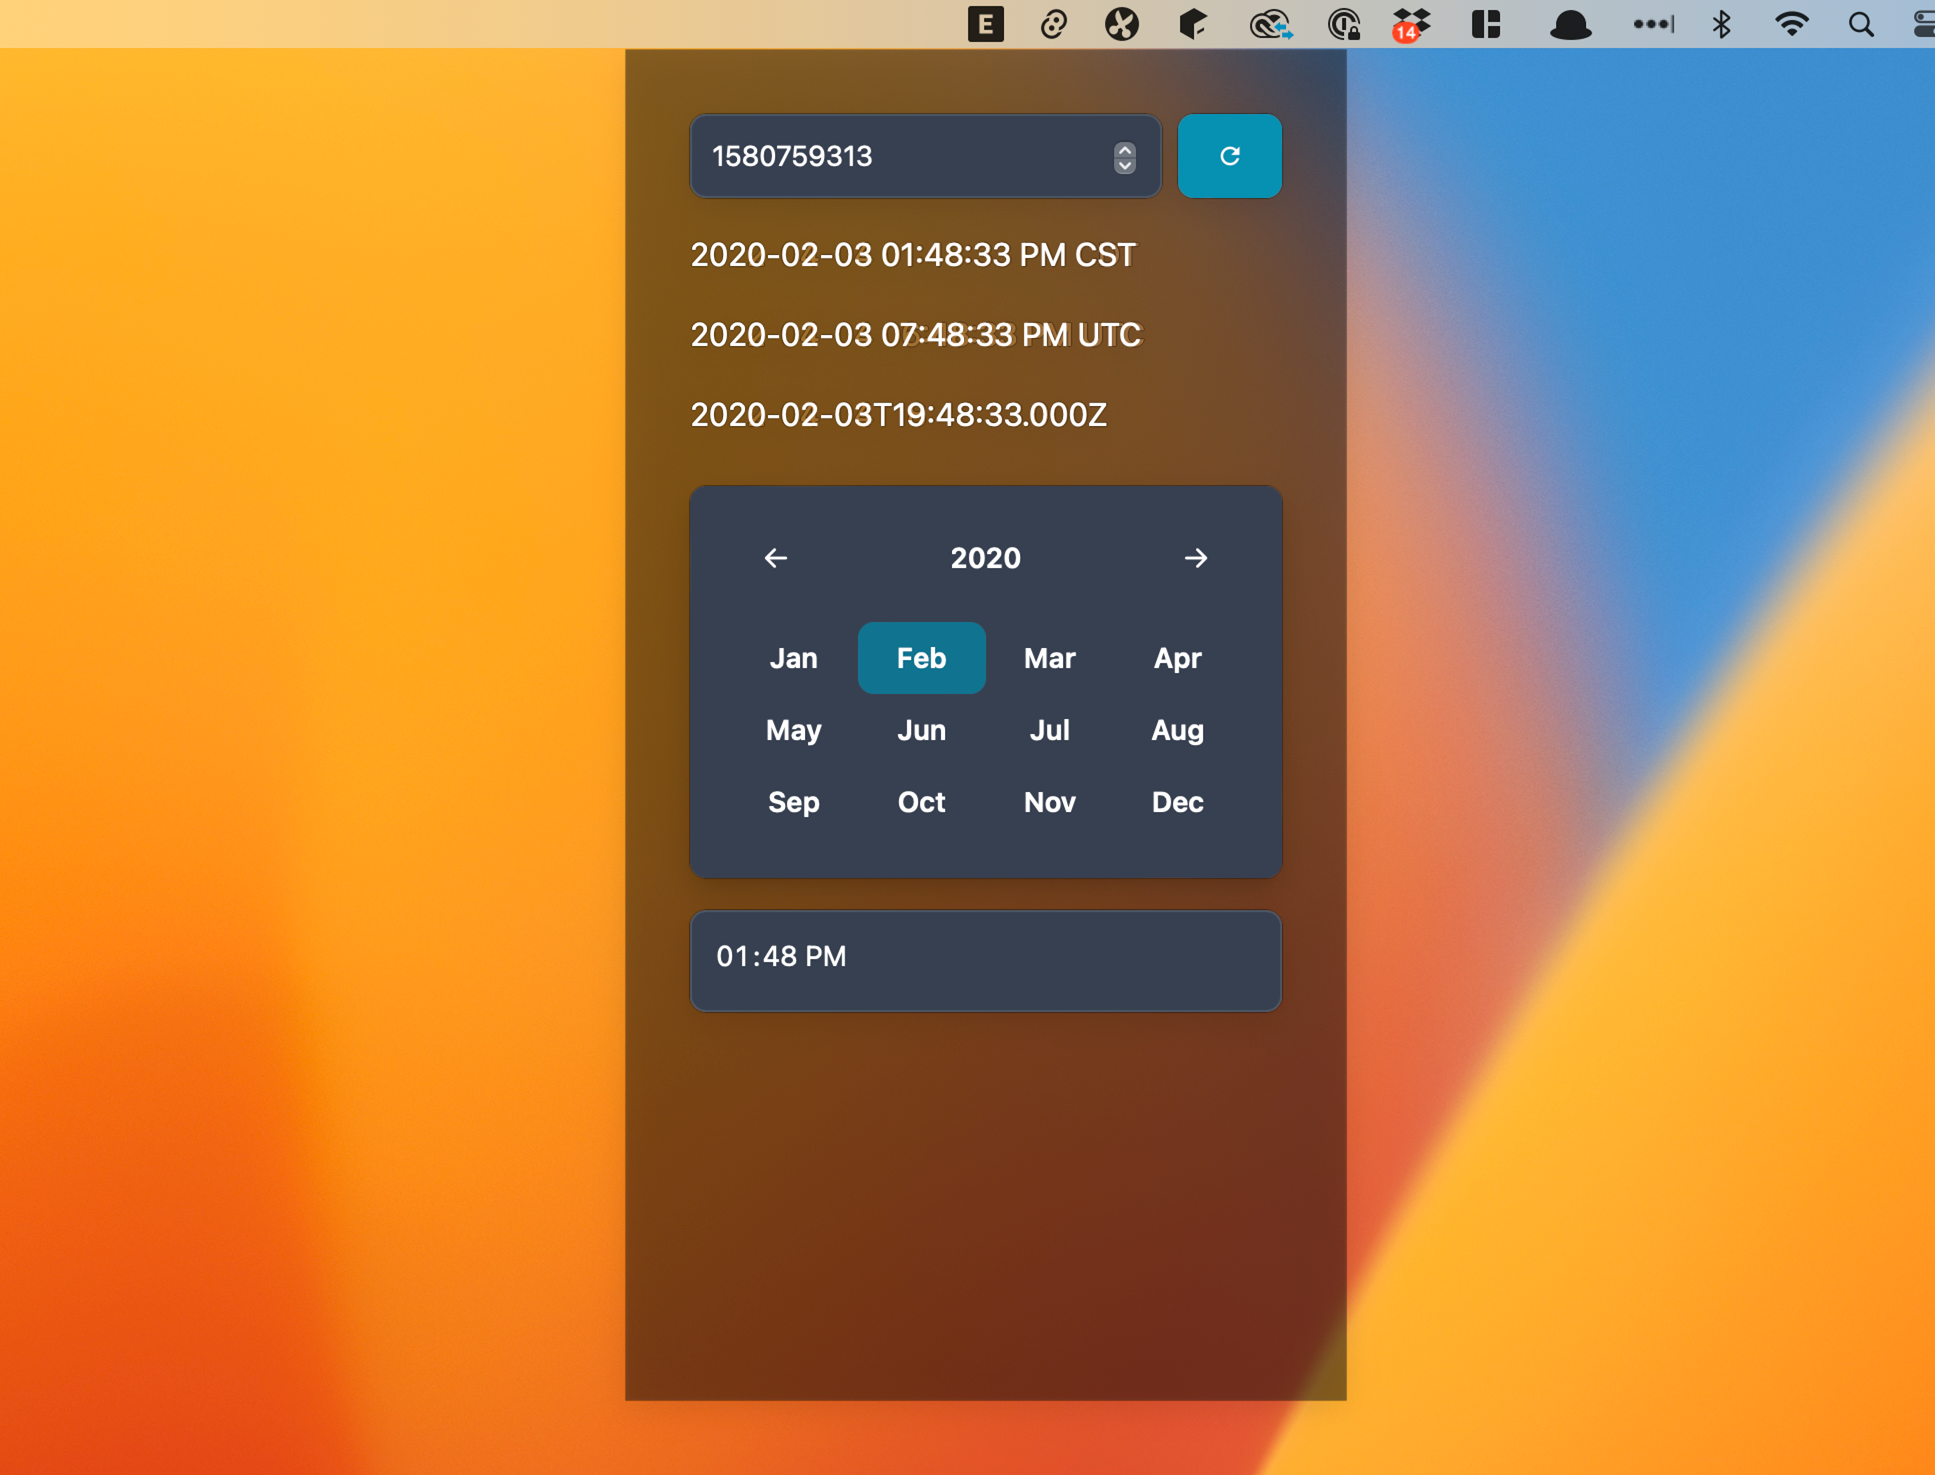 E
14
1580759313
2020-02-03 01:48:33 PM CST
2020-02-03 07:48:33 PM UTC
2020-02-03T19:48:33.000Z
2020
Jan Feb Mar Apr
May Jun Jul Aug
Sep Oct Nov Dec
01:48 PM